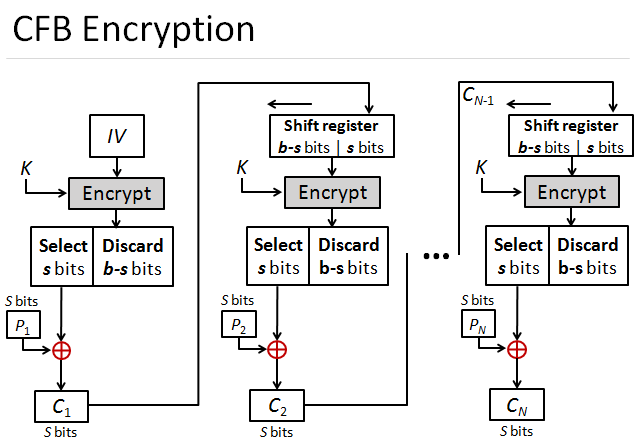 CFB Encryption
IV
K
Encrypt
Select Discard
s bits b-s bits
S bits
P1
C1
S bits
Shift register
b-s bits | s bits
K
Encrypt
Select Discard
s bits b-s bits
S bits
P2
C2
S bits
...
CN-1
Shift register
b-s bits | s bits
K
Encrypt
Select Discard
s bits b-s bits
S bits
PN
CN
S bits